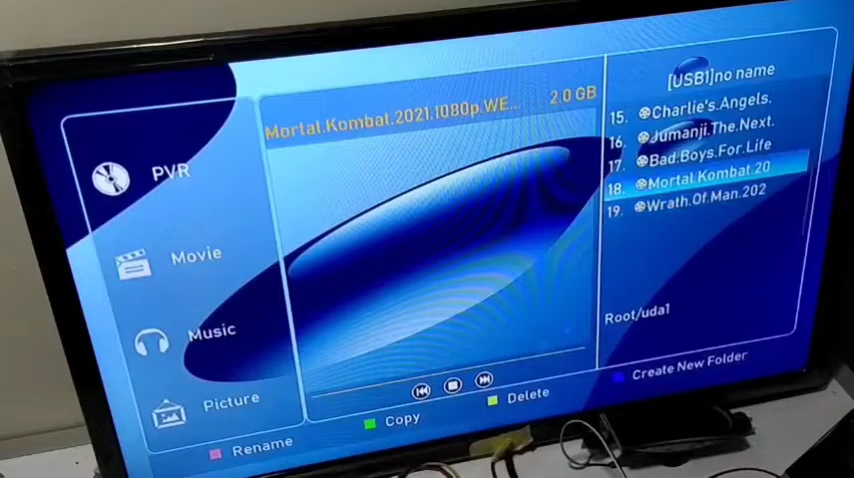 PVR
Movie
Music
Picture
Mortal.Kombat.2021.1080p.WE... 2.0 GB
[USB1]no name
15. Charlie's.Angels.
16. Jumanji.The.Next.
17. Bad.Boys.For.Life
18. Mortal.Kombat.20
19. Wrath.Of.Man.202
Root/uda1
Rename Copy Delete Create New Folder